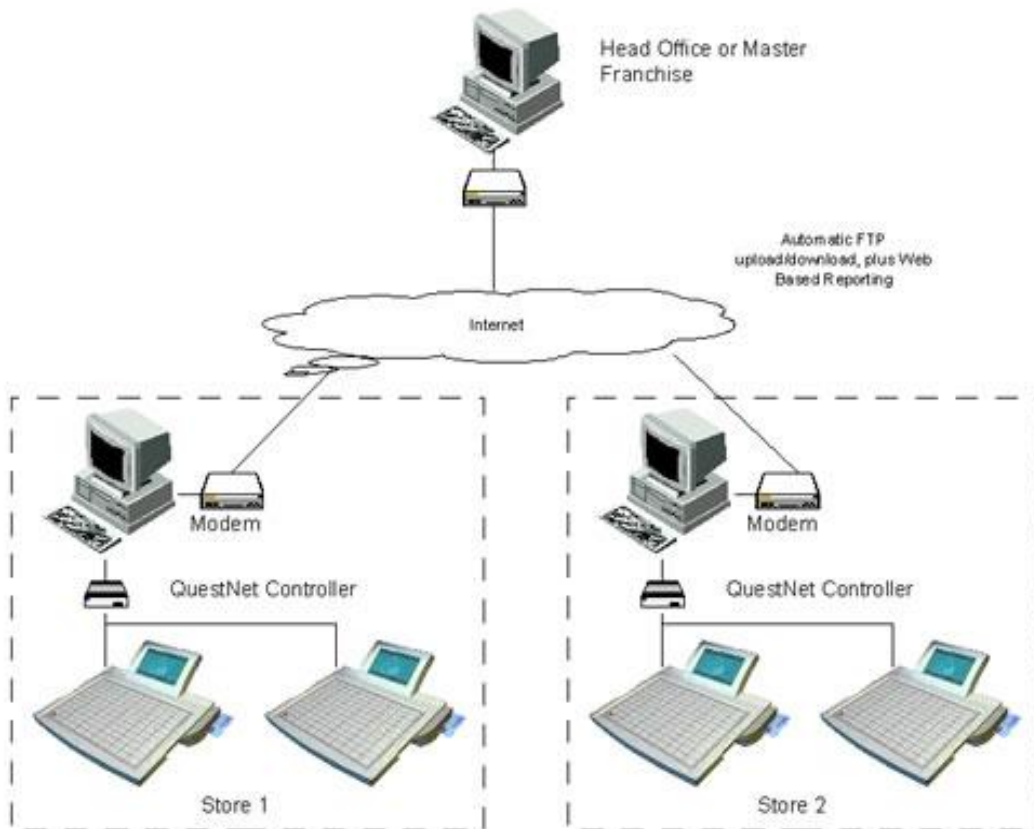 Head Office or Master
Franchise
Automatic FTP
upload/download, plus Web
Based Reporting
Internet
Modem
QuestNet Controller
Store 1
Modem
QuestNet Controller
Store 2